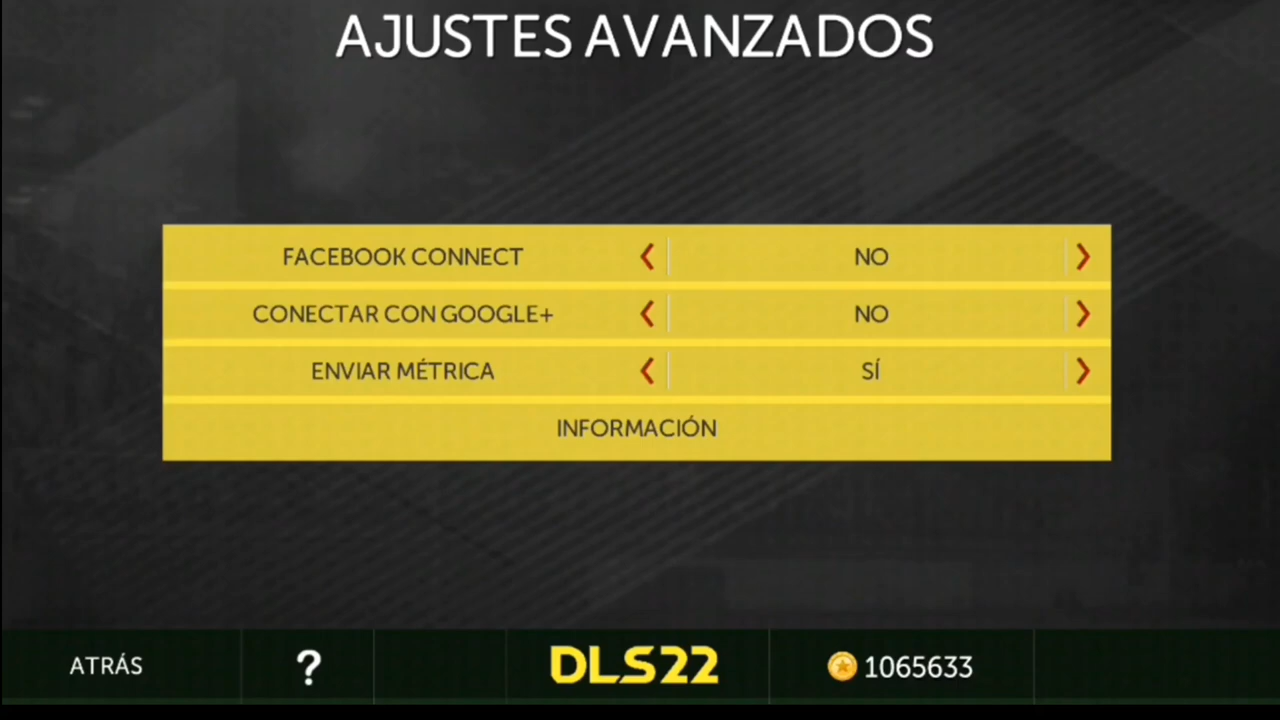 AJUSTES AVANZADOS
FACEBOOK CONNECT NO
CONECTAR CON GOOGLE+ NO
ENVIAR MÉTRICA SÍ
INFORMACIÓN
ATRÁS ? DLS22 1065633